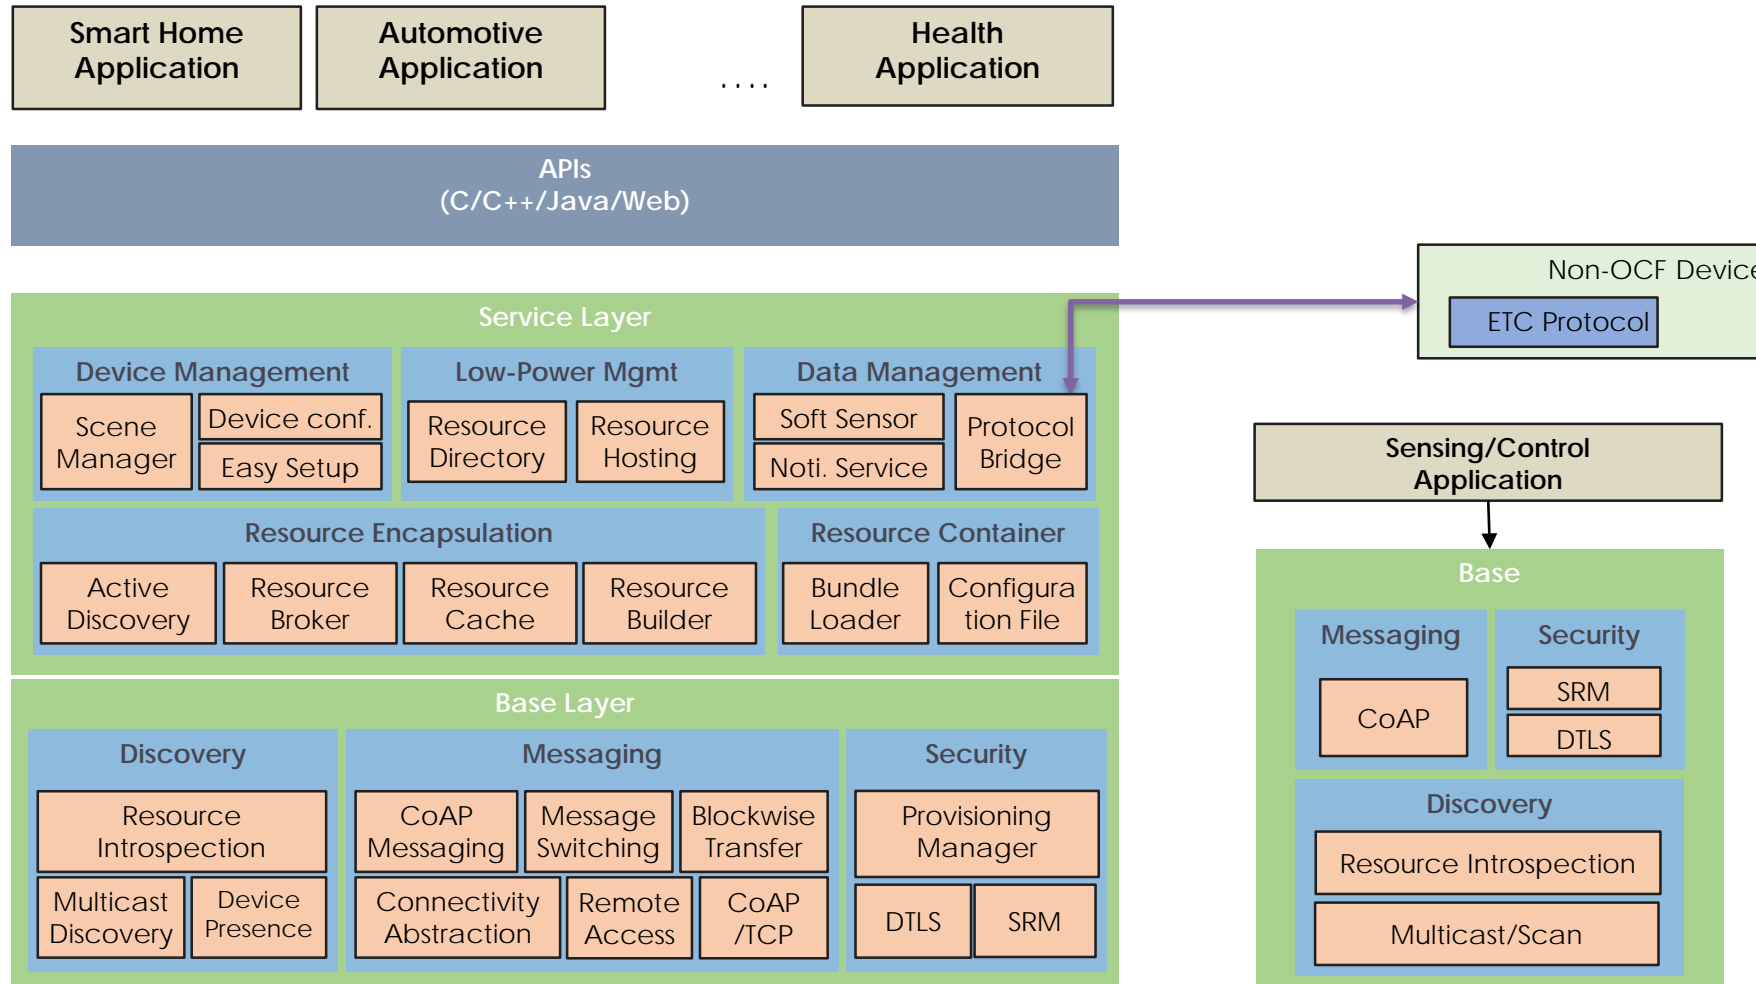 Smart Home
Application
Automotive
Application
....
Health
Application
APIs
(C/C++/Java/Web)
Service Layer
Device Management
Scene
Manager
Device conf.
Easy Setup
Low-Power Mgmt
Resource
Directory
Resource
Hosting
Data Management
Soft Sensor
Noti. Service
Protocol
Bridge
Resource Encapsulation
Active
Discovery
Resource
Broker
Resource
Cache
Resource
Builder
Resource Container
Bundle
Loader
Configura
tion File
Base Layer
Discovery
Resource
Introspection
Multicast
Discovery
Device
Presence
Messaging
CoAP
Messaging
Message
Switching
Blockwise
Transfer
Connectivity
Abstraction
Remote
Access
CoAP
/TCP
Security
Provisioning
Manager
DTLS
SRM
Non-OCF Device
ETC Protocol
Sensing/Control
Application
Base
Messaging
CoAP
Security
SRM
DTLS
Discovery
Resource Introspection
Multicast/Scan